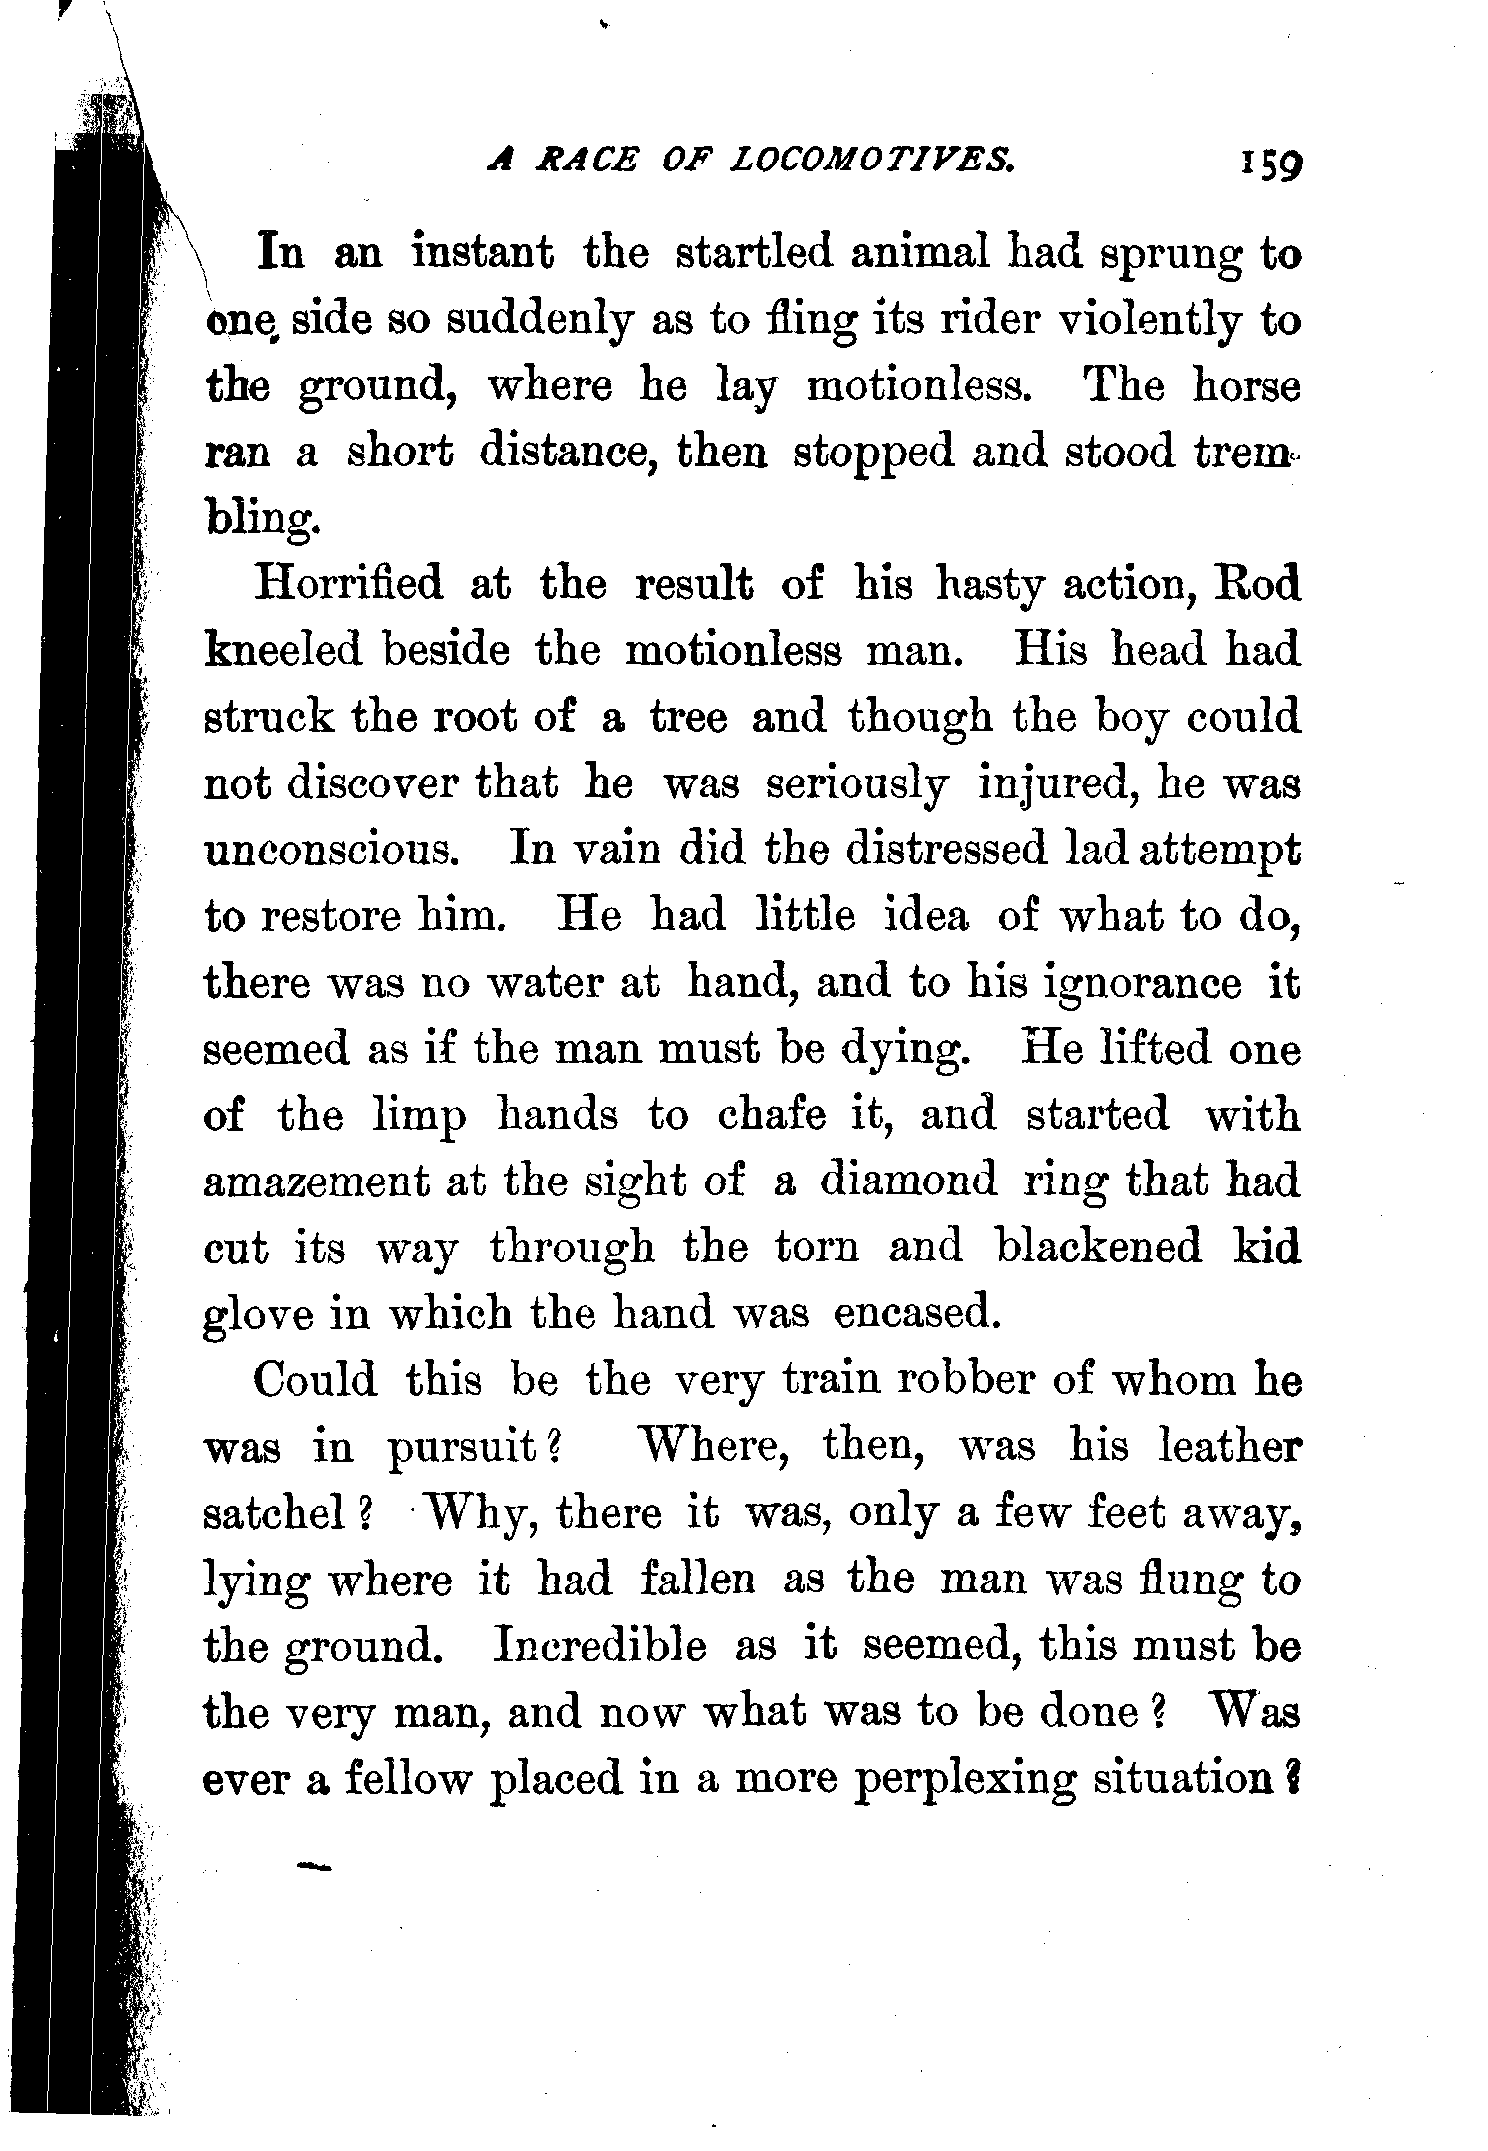 A RACE OF LOCOMOTIVES. 159
In an instant the startled animal had sprung to
one side so suddenly as to fling its rider violently to
the ground, where he lay motionless. The horse
ran a short distance, then stopped and stood trem-
bling.
Horrified at the result of his hasty action, Rod
kneeled beside the motionless man. His head had
struck the root of a tree and though the boy could
not discover that he was seriously injured, he was
unconscious. In vain did the distressed lad attempt
to restore him. He had little idea of what to do,
there was no water at hand, and to his ignorance it
seemed as if the man must be dying. He lifted one
of the limp hands to chafe it, and started with
amazement at the sight of a diamond ring that had
cut its way through the torn and blackened kid
glove in which the hand was encased.
Could this be the very train robber of whom he
was in pursuit? Where, then, was his leather
satchel? Why, there it was, only a few feet away,
lying where it had fallen as the man was flung to
the ground. Incredible as it seemed, this must be
the very man, and now what was to be done? Was
ever a fellow placed in a more perplexing situation?